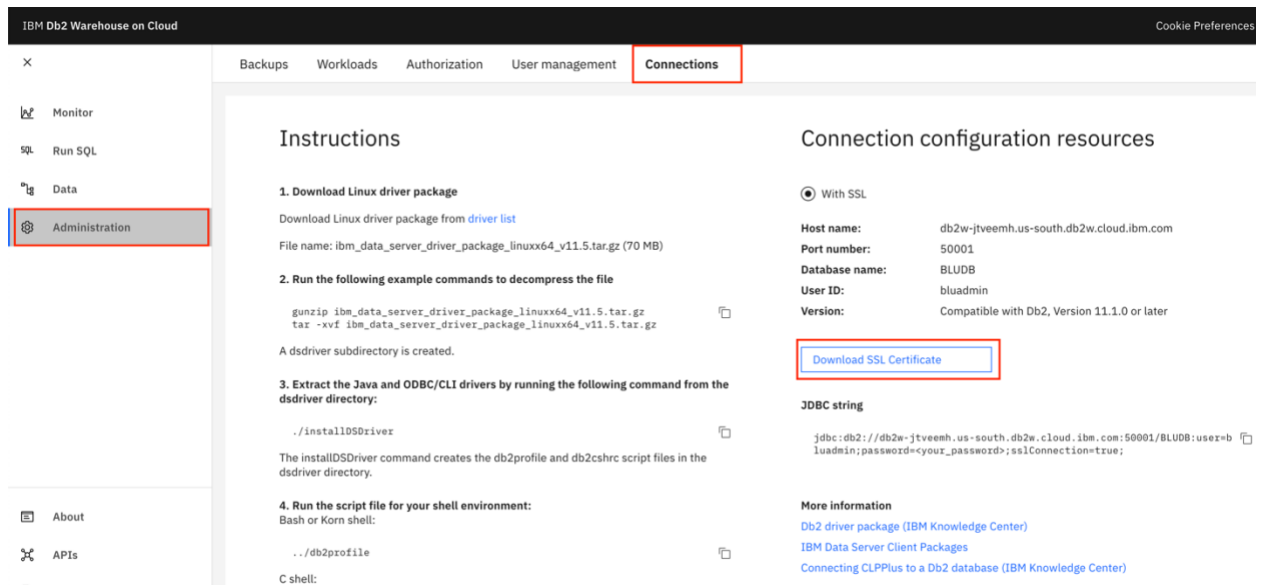 IBM Db2 Warehouse on Cloud
Cookie Preferences
Monitor
SQL Run SQL
Data
Administration
About
APIs
Backups Workloads Authorization User management Connections
Instructions
1. Download Linux driver package
Download Linux driver package from driver list
File name: ibm_data_server_driver_package_linuxx64_v11.5.tar.gz (70 MB)
2. Run the following example commands to decompress the file
gunzip ibm_data_server_driver_package_linuxx64_v11.5.tar.gz
tar -xvf ibm_data_server_driver_package_linuxx64_v11.5.tar.gz
A dsdriver subdirectory is created.
3. Extract the Java and ODBC/CLI drivers by running the following command from the
dsdriver directory:
./installDSDriver
The installDSDriver command creates the db2profile and db2cshrc script files in the
dsdriver directory.
4. Run the script file for your shell environment:
Bash or Korn shell:
../db2profile
C shell:
Connection configuration resources
With SSL
Host name: db2w-jtveemh.us-south.db2w.cloud.ibm.com
Port number: 50001
Database name: BLUDB
User ID: bluadmin
Version: Compatible with Db2, Version 11.1.0 or later
Download SSL Certificate
JDBC string
jdbc:db2://db2w-jtveemh.us-south.db2w.cloud.ibm.com:50001/BLUDB:user=b
luadmin;password=<your_password>;sslConnection=true;
More information
Db2 driver package (IBM Knowledge Center)
IBM Data Server Client Packages
Connecting CLPPlus to a Db2 database (IBM Knowledge Center)